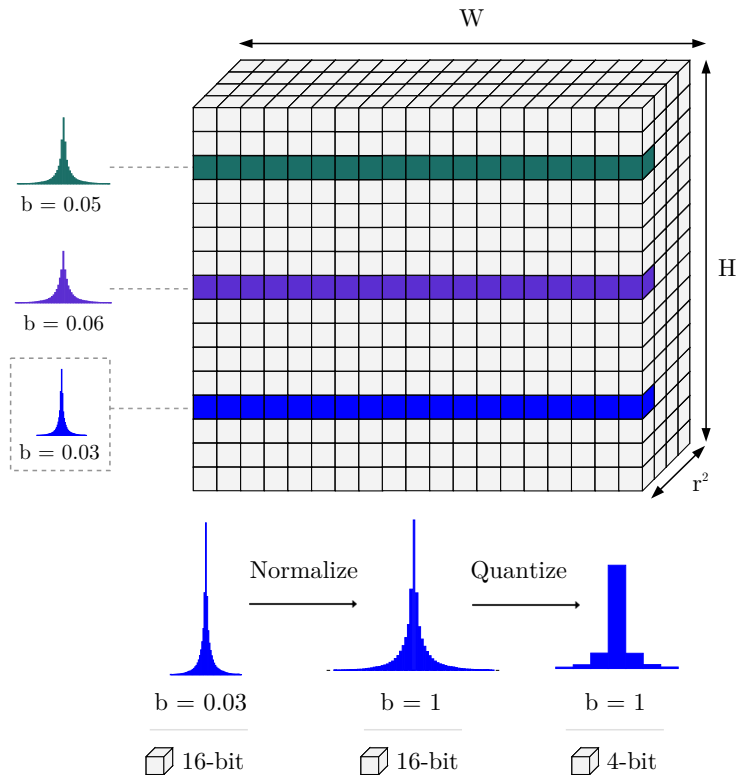 W
b = 0.05
H
b = 0.06
b = 0.03
r²
Normalize
Quantize
b = 0.03
b = 1
b = 1
16-bit
16-bit
4-bit